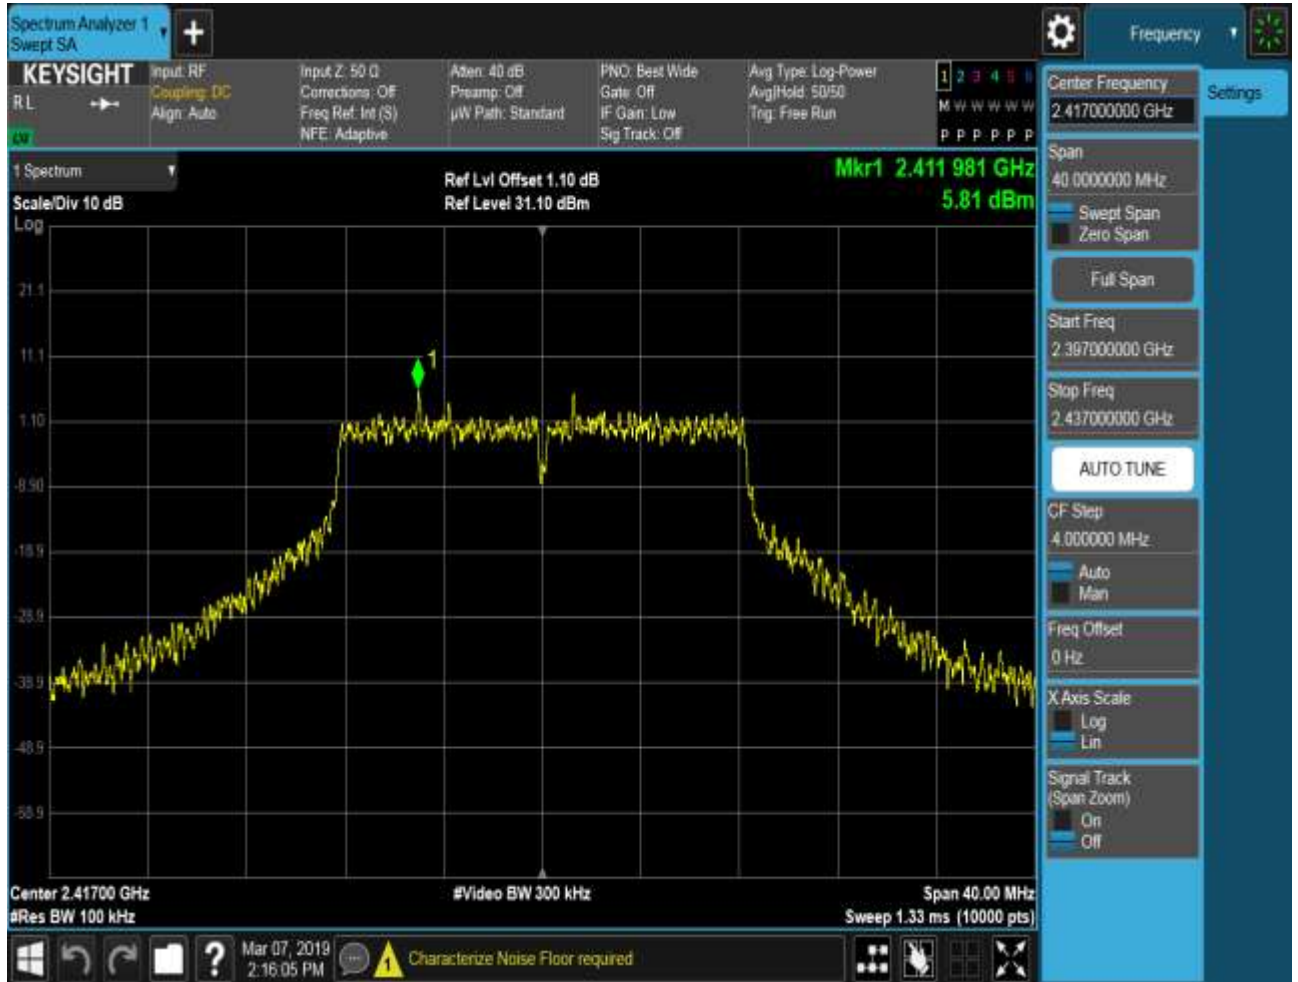 Spectrum Analyzer 1
Swept SA
Frequency
KEYSIGHT
RL
Input: RF
Coupling: DC
Align: Auto
Input Z: 50 Ω
Corrections: Off
Freq Ref: Int (S)
NFE: Adaptive
Atten: 40 dB
Preamp: Off
µW Path: Standard
PNO: Best Wide
Gate: Off
IF Gain: Low
Sig Track: Off
Avg Type: Log-Power
Avg|Hold: 50/50
Trig: Free Run
1 2 3 4 5 6
M W W W W W
P P P P P P
1 Spectrum
Scale/Div 10 dB
Log
Ref Lvl Offset 1.10 dB
Ref Level 31.10 dBm
Mkr1 2.411 981 GHz
5.81 dBm
21.1
11.1
1.10
-8.90
-18.9
-28.9
-38.9
-48.9
-58.9
1
Center 2.41700 GHz
#Res BW 100 kHz
#Video BW 300 kHz
Span 40.00 MHz
Sweep 1.33 ms (10000 pts)
Center Frequency
2.417000000 GHz
Settings
Span
40.0000000 MHz
Swept Span
Zero Span
Full Span
Start Freq
2.397000000 GHz
Stop Freq
2.437000000 GHz
AUTO TUNE
CF Step
4.000000 MHz
Auto
Man
Freq Offset
0 Hz
X Axis Scale
Log
Lin
Signal Track
(Span Zoom)
On
Off
?
Mar 07, 2019
2:16:05 PM
1
Characterize Noise Floor required